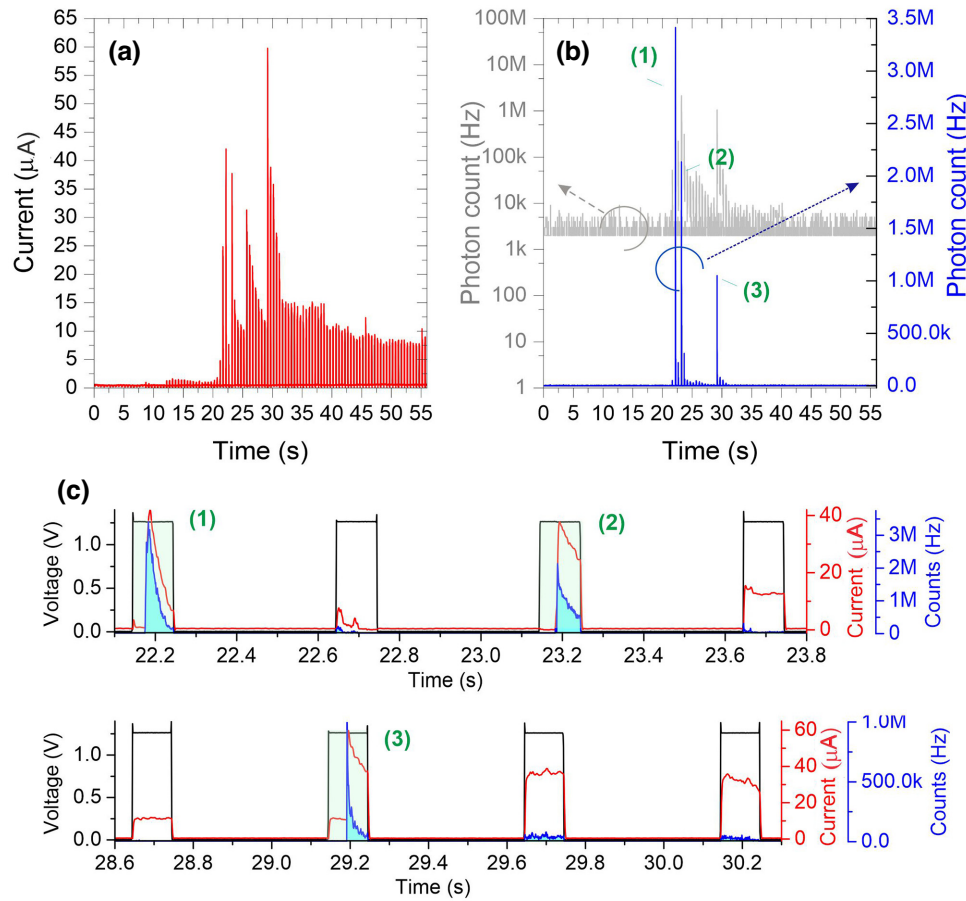 (a)
Current (μA)
65
60
55
50
45
40
35
30
25
20
15
10
5
0
0 5 10 15 20 25 30 35 40 45 50 55
Time (s)
(b)
Photon count (Hz)
100M
10M
1M
100k
10k
1k
100
10
1
(1)
(2)
(3)
3.5M
3.0M
2.5M
2.0M
1.5M
1.0M
500.0k
0.0
Photon count (Hz)
0 5 10 15 20 25 30 35 40 45 50 55
Time (s)
(c)
Voltage (V)
1.0
0.5
0.0
(1)
(2)
40
20
0
Current (μA)
3M
2M
1M
0
Counts (Hz)
22.2 22.4 22.6 22.8 23.0 23.2 23.4 23.6 23.8
Time (s)
Voltage (V)
1.0
0.5
0.0
(3)
60
40
20
0
Current (μA)
1.0M
500.0k
0.0
Counts (Hz)
28.6 28.8 29.0 29.2 29.4 29.6 29.8 30.0 30.2
Time (s)